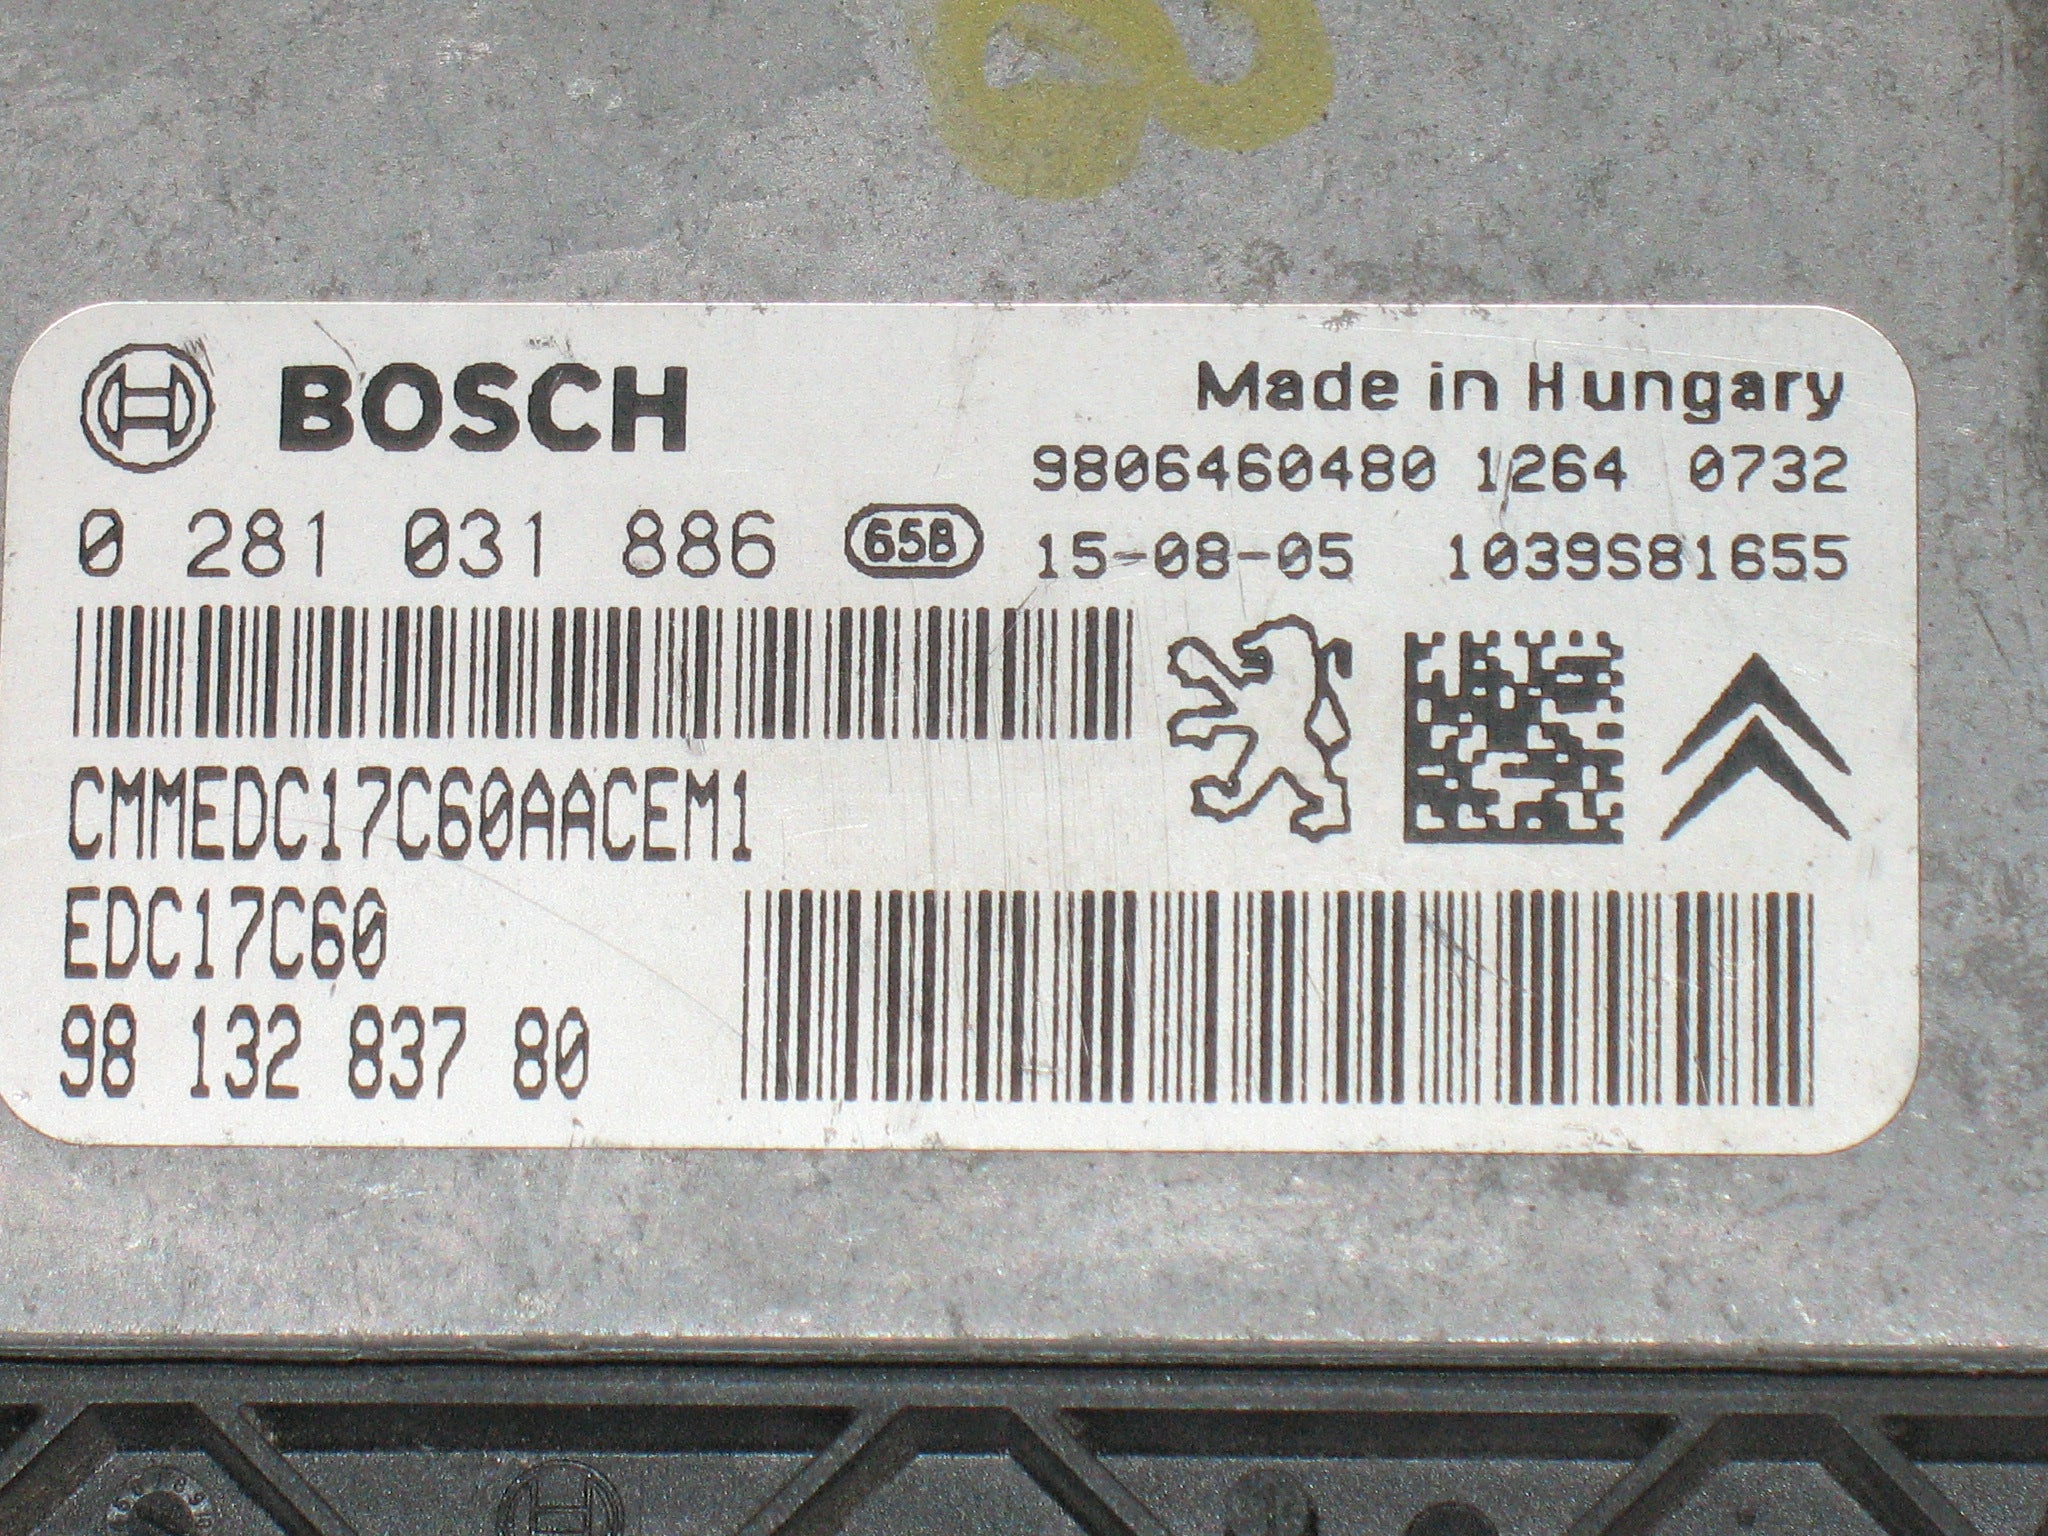 BOSCH
Made in Hungary
9806460480 1264 0732
0 281 031 886 65B 15-08-05 1039S81655
CMMEDC17C60AACEM1
EDC17C60
98 132 837 80